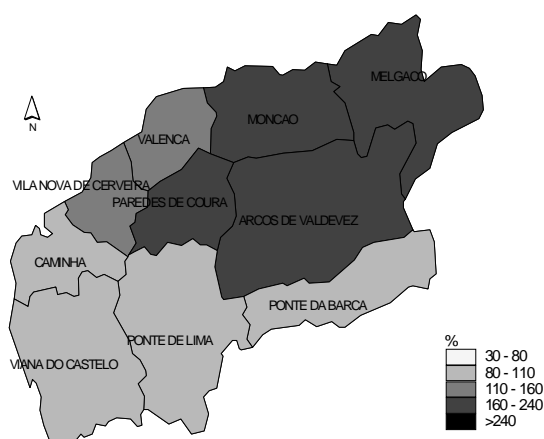 MELGACO
MONCAO
N
VALENCA
VILA NOVA DE CERVEIRA
PAREDES DE COURA
ARCOS DE VALDEVEZ
CAMINHA
PONTE DA BARCA
PONTE DE LIMA
VIANA DO CASTELO
%
30 - 80
80 - 110
110 - 160
160 - 240
>240